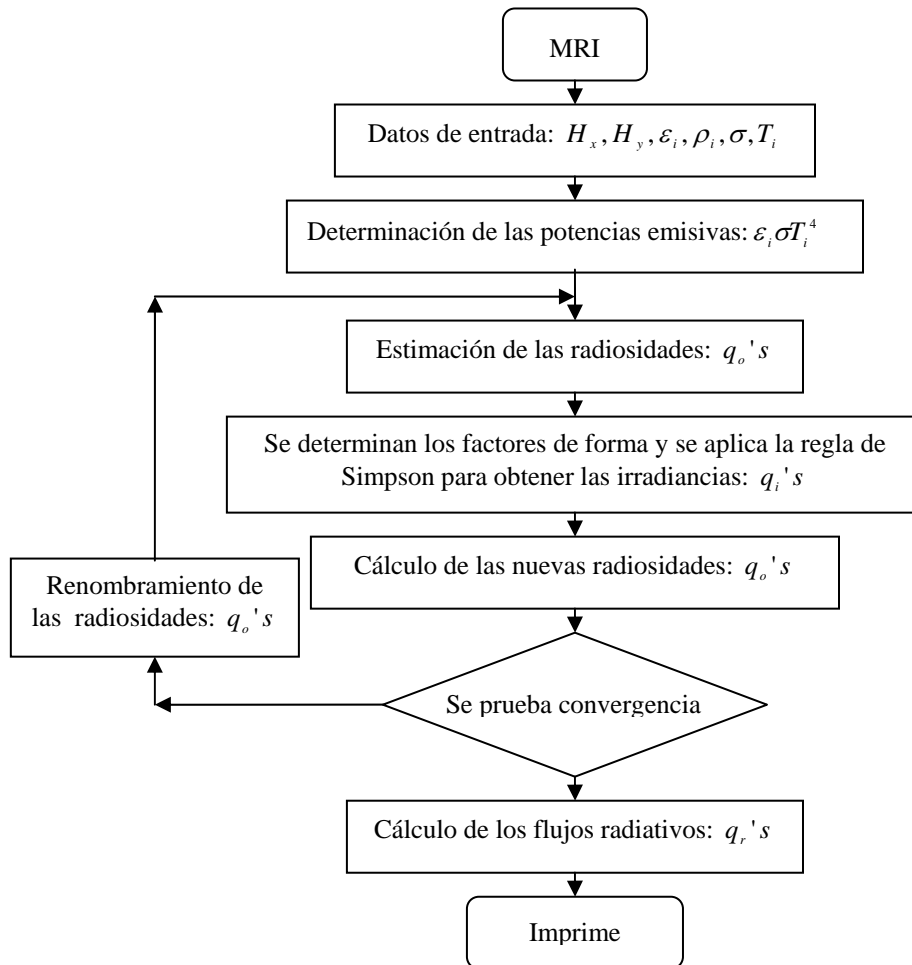 MRI
Datos de entrada: H_x, H_y, ε_i, ρ_i, σ, T_i
Determinación de las potencias emisivas: ε_i σT_i^4
Estimación de las radiosidades: q_o's
Se determinan los factores de forma y se aplica la regla de
Simpson para obtener las irradiancias: q_i's
Cálculo de las nuevas radiosidades: q_o's
Renombramiento de
las radiosidades: q_o's
Se prueba convergencia
Cálculo de los flujos radiativos: q_r's
Imprime